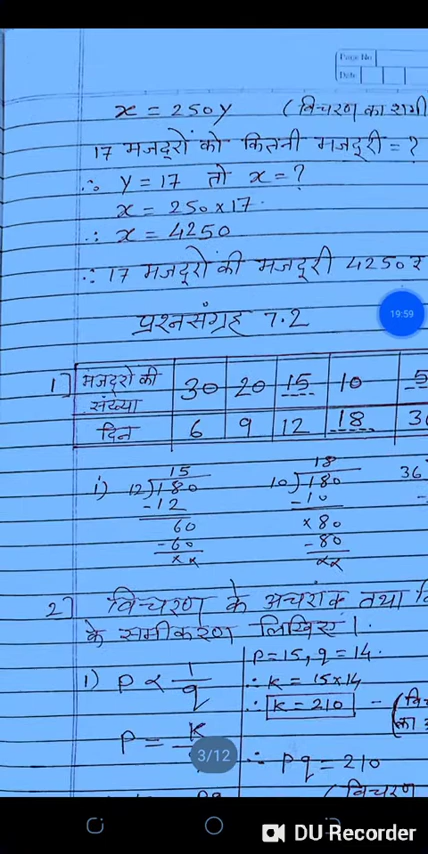 Page No
Date
x = 250y (विचरण का समी
17 मजदूरों को कितनी मजदूरी = ?
∴ y = 17 तो x = ?
x = 250 × 17.
∴ x = 4250
∴ 17 मजदूरों की मजदूरी 4250 रु
19:59
प्रश्नसंग्रह 7.2
1] मजदूरों की संख्या 30 20 15 10 5
दिन 6 9 12 18 3
i) 15 18
12)180 10)180 36
-12 -10
60 ×80
-60 -80
×× ××
2] विचरण के अचरांक तथा वि
के समीकरण लिखिए।
1) p ∝ 1/q
p = 15, q = 14.
∴ k = 15×14
∴ k = 210 - (वि
का अ
p = k
3/12
∴ pq = 210
(विचरण
DU Recorder